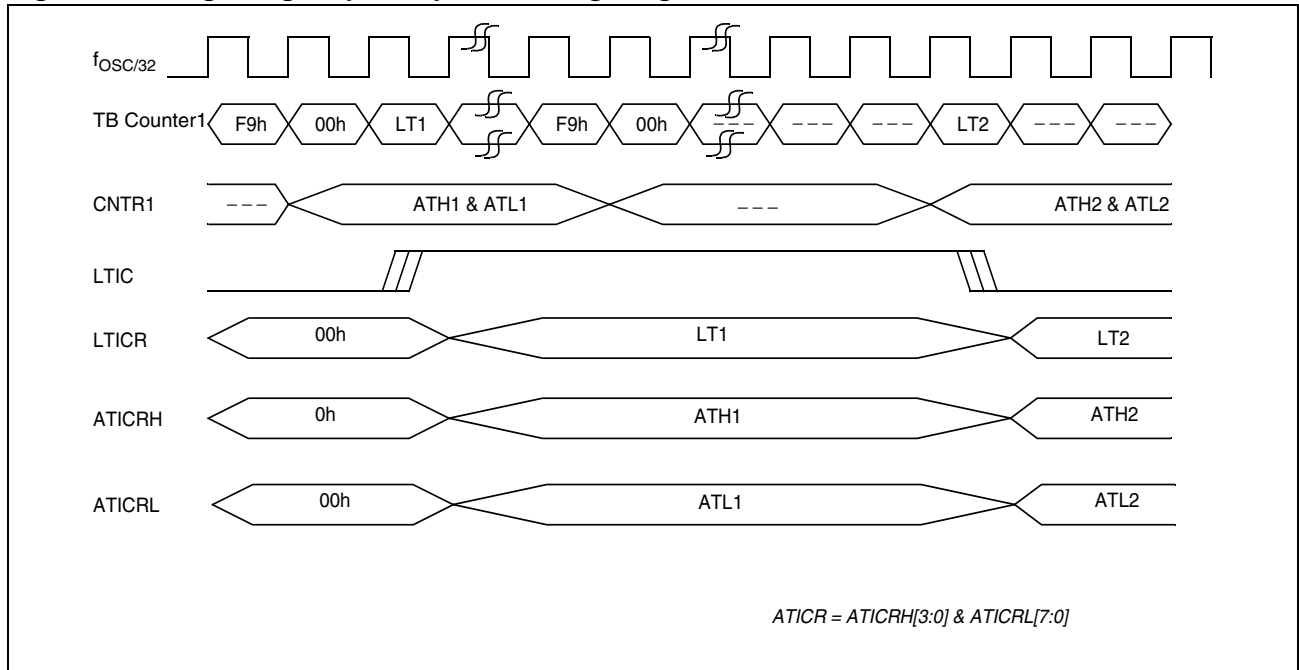 fOSC/32
TB Counter1 F9h 00h LT1 F9h 00h --- --- --- LT2 --- ---
CNTR1 --- ATH1 & ATL1 --- ATH2 & ATL2
LTIC
LTICR 00h LT1 LT2
ATICRH 0h ATH1 ATH2
ATICRL 00h ATL1 ATL2
ATICR = ATICRH[3:0] & ATICRL[7:0]